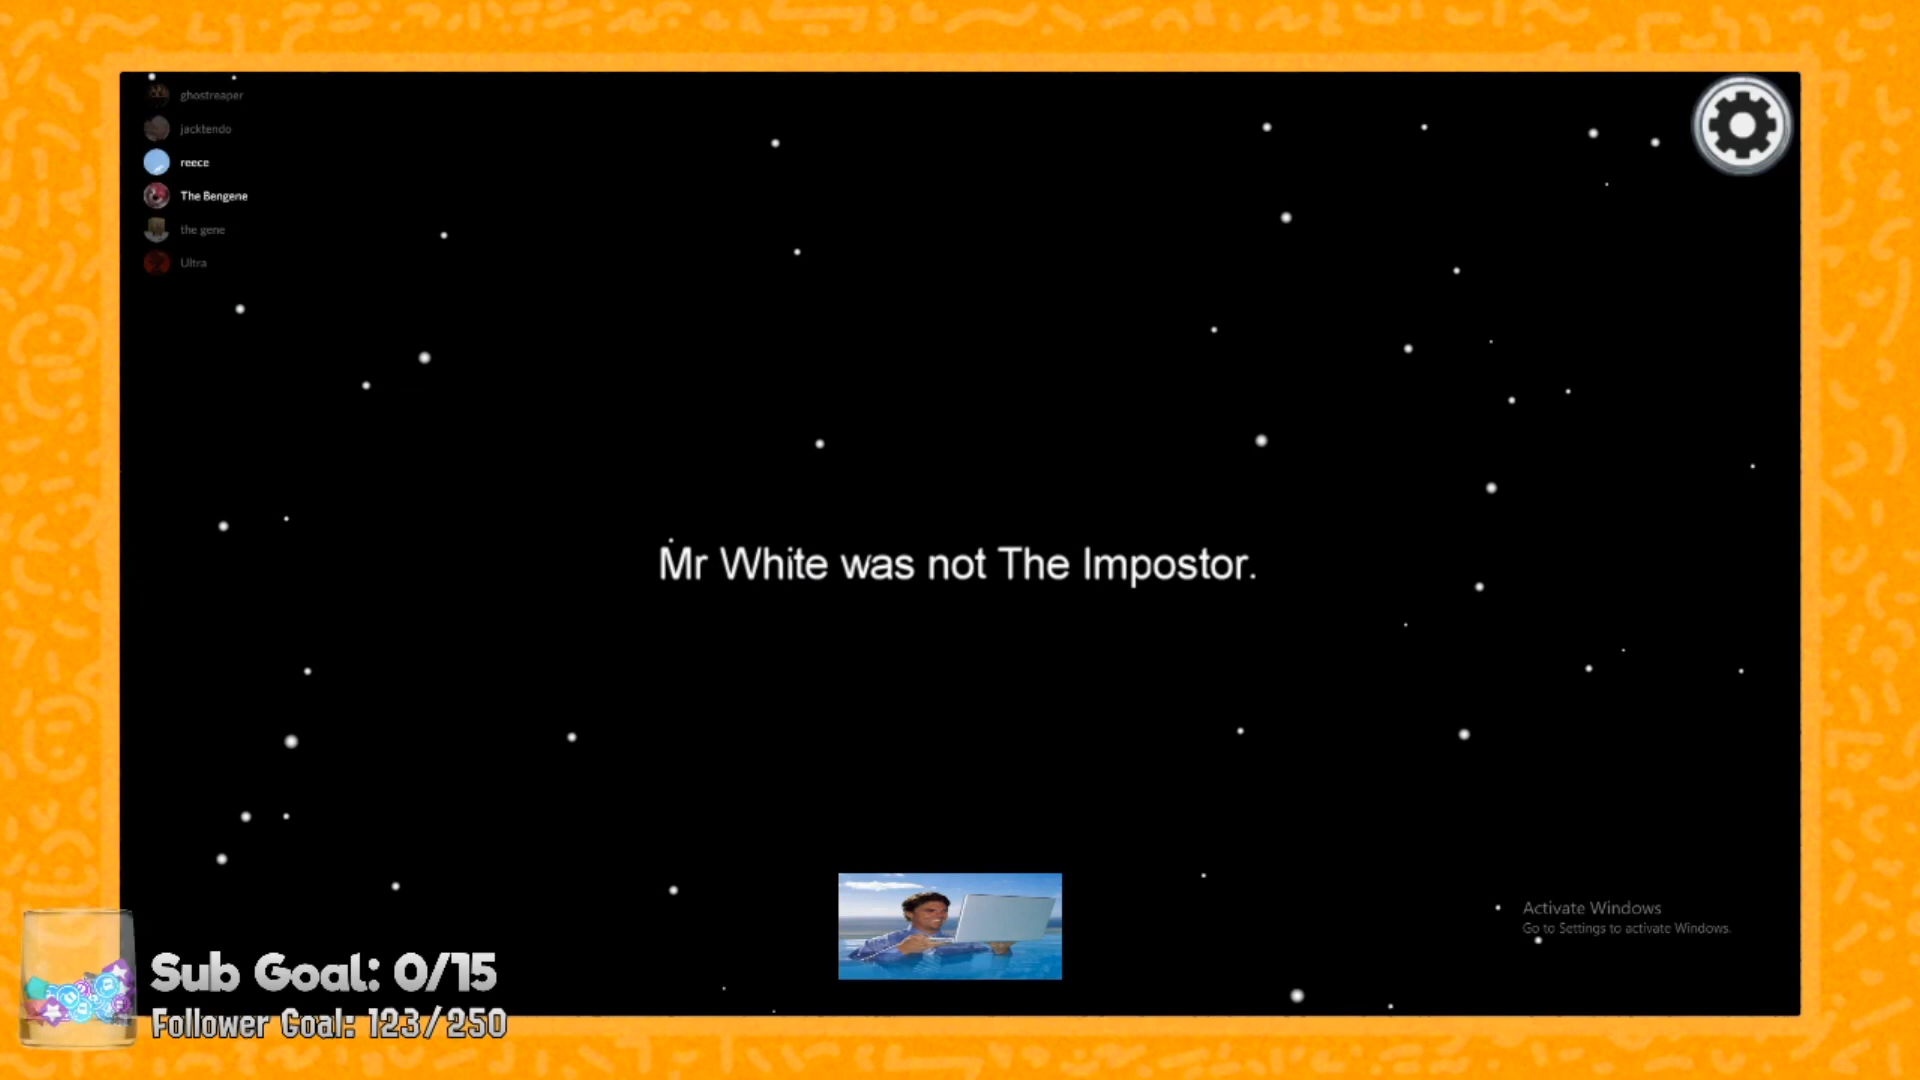 ghostreaper
jacktendo
reece
The Bengene
the gene
Ultra
Mr White was not The Impostor.
Activate Windows
Go to Settings to activate Windows.
Sub Goal: 0/15
Follower Goal: 123/250